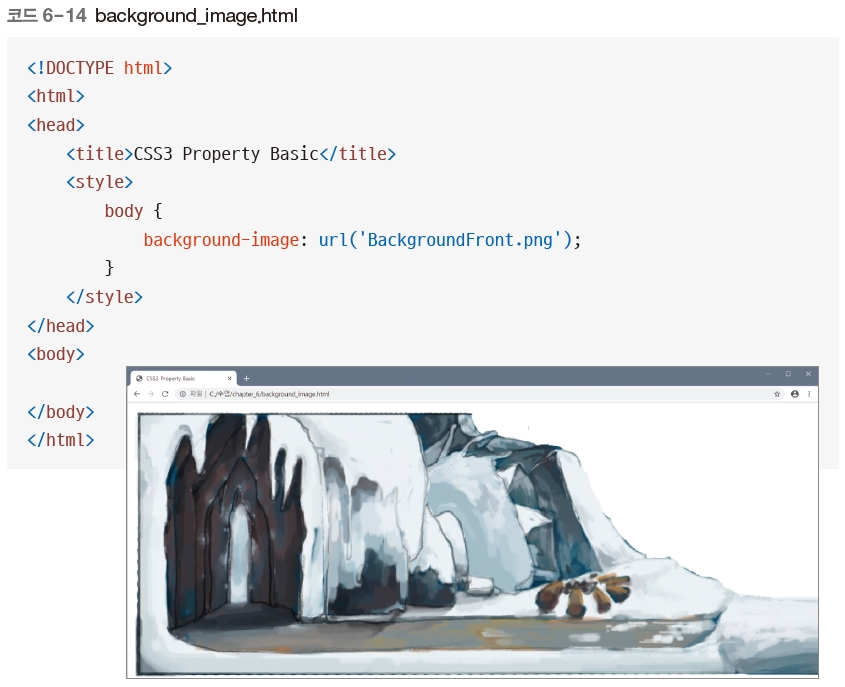 코드 6-14 background_image.html
<!DOCTYPE html>
<html>
<head>
    <title>CSS3 Property Basic</title>
    <style>
        body {
            background-image: url('BackgroundFront.png');
        }
    </style>
</head>
<body>
CSS3 Property Basic
파일 | C:/수업/chapter_6/background_image.html
</body>
</html>